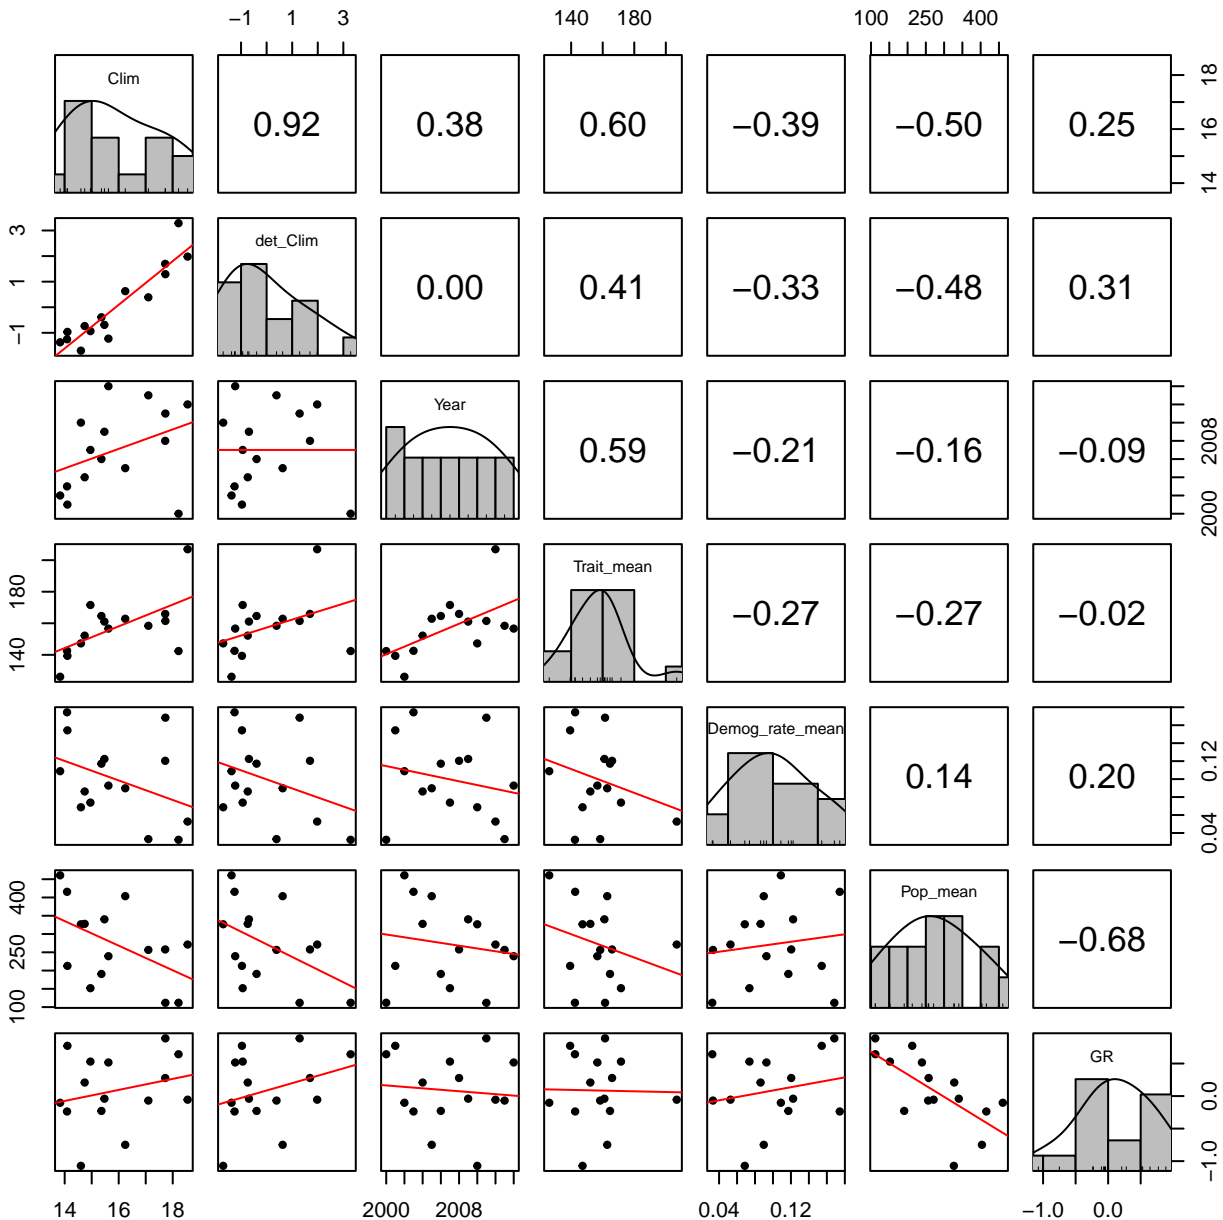 −1 1 3 140 180 100 250 400
Clim 0.92 0.38 0.60 −0.39 −0.50 0.25 14 16 18
−1 1 3 det_Clim 0.00 0.41 −0.33 −0.48 0.31
Year 0.59 −0.21 −0.16 −0.09 2000 2008
140 180 Trait_mean −0.27 −0.27 −0.02
Demog_rate_mean 0.14 0.20 0.04 0.12
100 250 400 Pop_mean −0.68
GR −1.0 0.0
14 16 18 2000 2008 0.04 0.12 −1.0 0.0